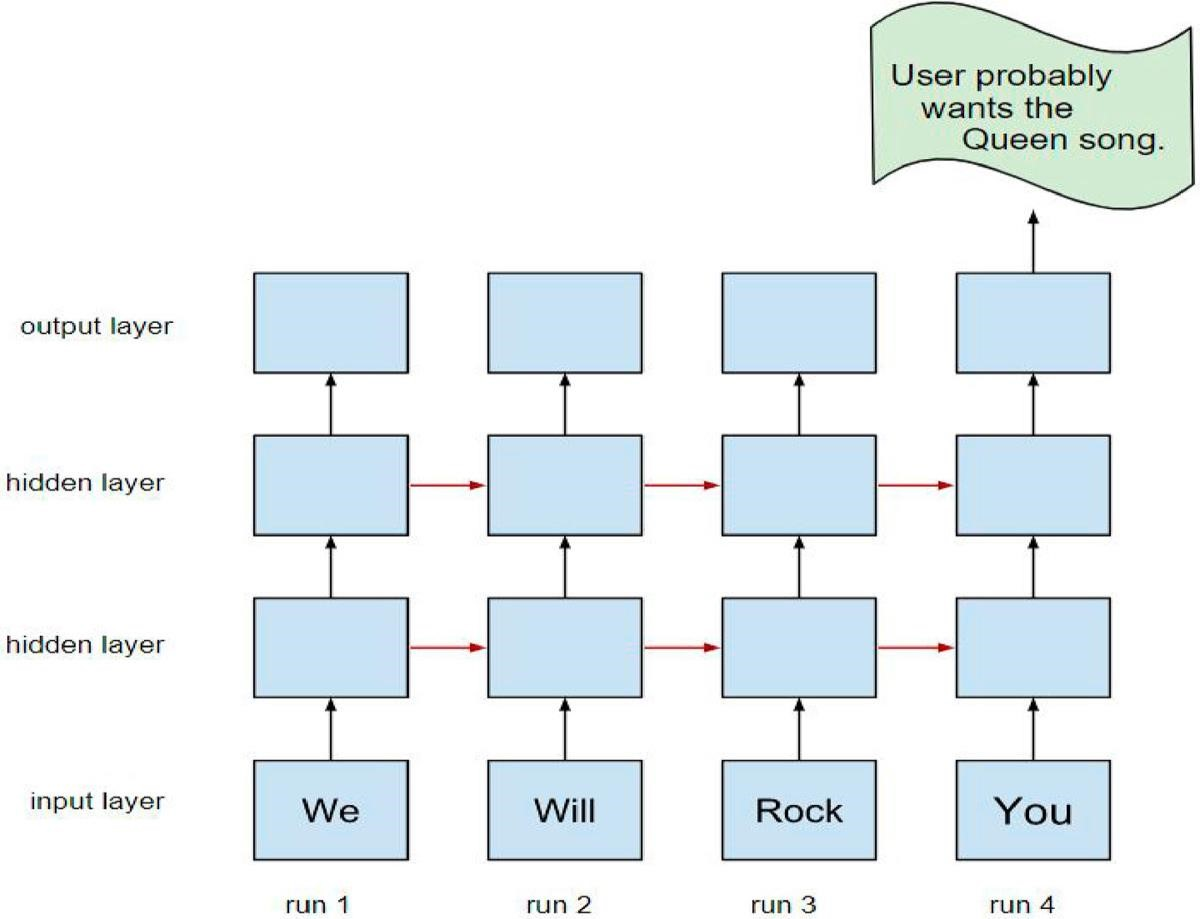 User probably
wants the
Queen song.
output layer
hidden layer
hidden layer
input layer
We
Will
Rock
You
run 1
run 2
run 3
run 4